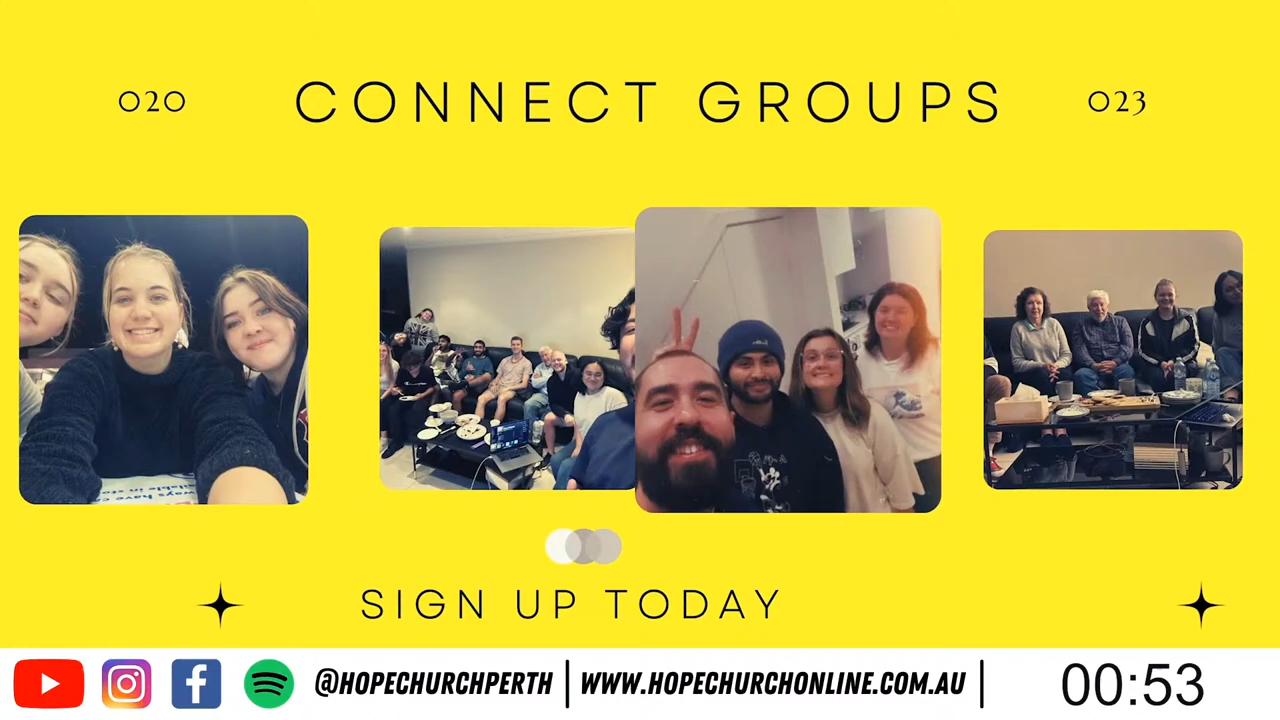 020
CONNECT GROUPS
023
SIGN UP TODAY
@HOPECHURCHPERTH | WWW.HOPECHURCHONLINE.COM.AU |
00:53